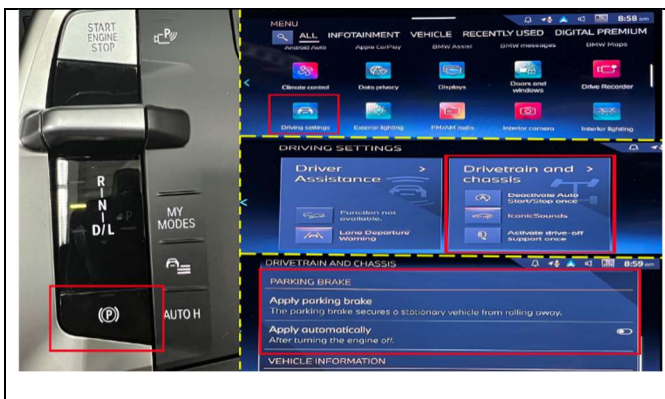 START
ENGINE
STOP
P
R
N
D/L
P
MY
MODES
(P)
AUTO H
MENU
8:58 am
ALL INFOTAINMENT VEHICLE RECENTLY USED DIGITAL PREMIUM
Android Auto Apple CarPlay BMW Assist BMW messages BMW Maps
Climate control Data privacy Displays Doors and windows Drive Recorder
Driving settings Exterior lighting FM/AM radio Interior camera Interior lighting
DRIVING SETTINGS
Driver
Assistance
Function not
available.
Lane Departure
Warning
Drivetrain and
chassis
Deactivate Auto
Start/Stop once
IconicSounds
Activate drive-off
support once
DRIVETRAIN AND CHASSIS
8:59 am
PARKING BRAKE
Apply parking brake
The parking brake secures a stationary vehicle from rolling away.
Apply automatically
After turning the engine off.
VEHICLE INFORMATION